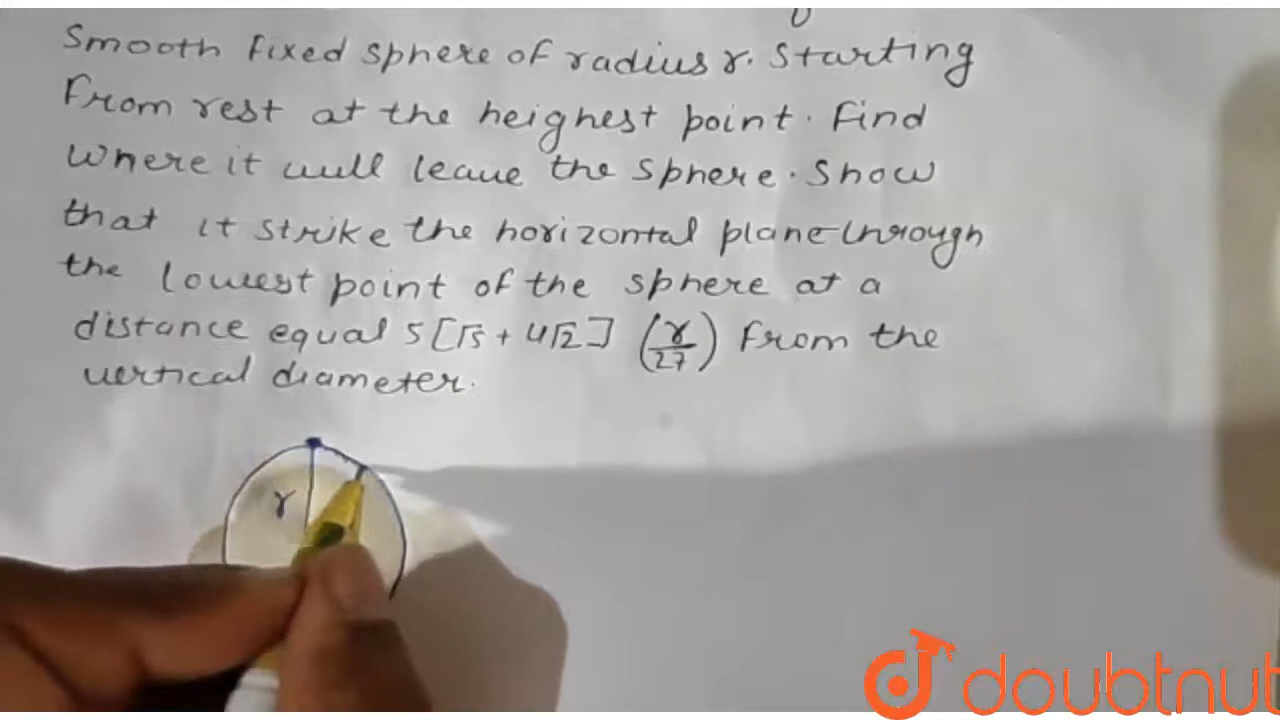 Smooth fixed sphere of radius r. Starting
From rest at the heighest point. Find
where it will leave the sphere. Show
that it strike the horizontal plane through
the lowest point of the sphere at a
distance equal 5[√5 + 4√2] (r/27) from the
vertical diameter.
r
doubtnut